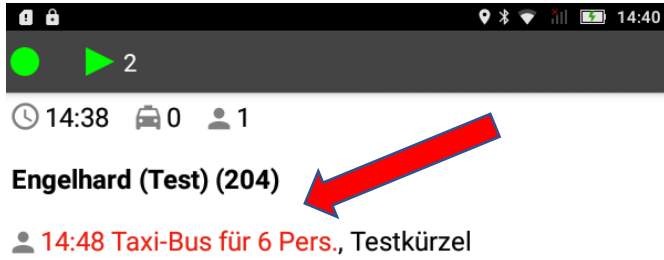 14:40
2
14:38 0 1
Engelhard (Test) (204)
14:48 Taxi-Bus für 6 Pers., Testkürzel